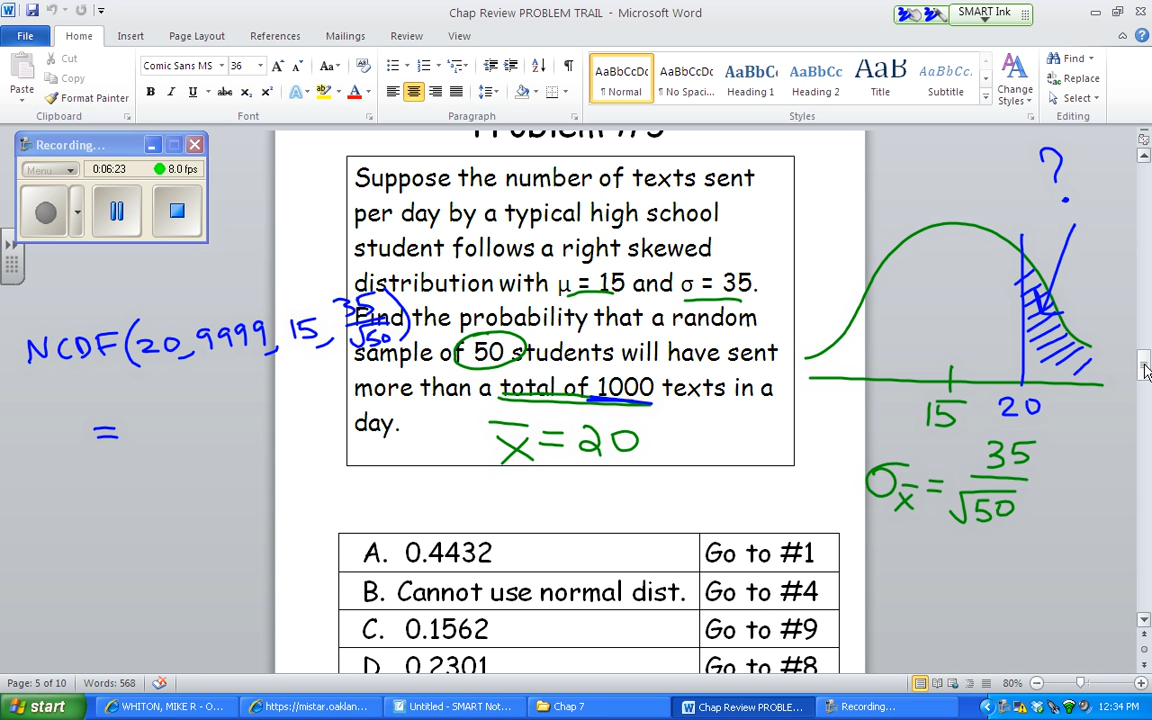 Chap Review PROBLEM TRAIL - Microsoft Word
SMART Ink
File Home Insert Page Layout References Mailings Review View
Cut
Copy
Format Painter
Paste
Clipboard
Comic Sans MS 36
Font
Paragraph
AaBbCcDc AaBbCcDc AaBbC AaBbCc AaB AaBbCcL
Normal No Spaci... Heading 1 Heading 2 Title Subtitle
Change Styles
Styles
Find
Replace
Select
Editing
Recording...
Menu 0:06:23 8.0 fps
Suppose the number of texts sent
per day by a typical high school
student follows a right skewed
distribution with μ = 15 and σ = 35.
Find the probability that a random
sample of 50 students will have sent
more than a total of 1000 texts in a
day.
x̄ = 20
NCDF(20, 9999, 15, 35/√50)
=
?
15 20
σx̄ = 35/√50
A. 0.4432 Go to #1
B. Cannot use normal dist. Go to #4
C. 0.1562 Go to #9
D. 0.2301 Go to #8
Page: 5 of 10 Words: 568 80%
start WHITON, MIKE R - O... https://mistar.oaklan... Untitled - SMART Not... Chap 7 Chap Review PROBLE... Recording... 12:34 PM